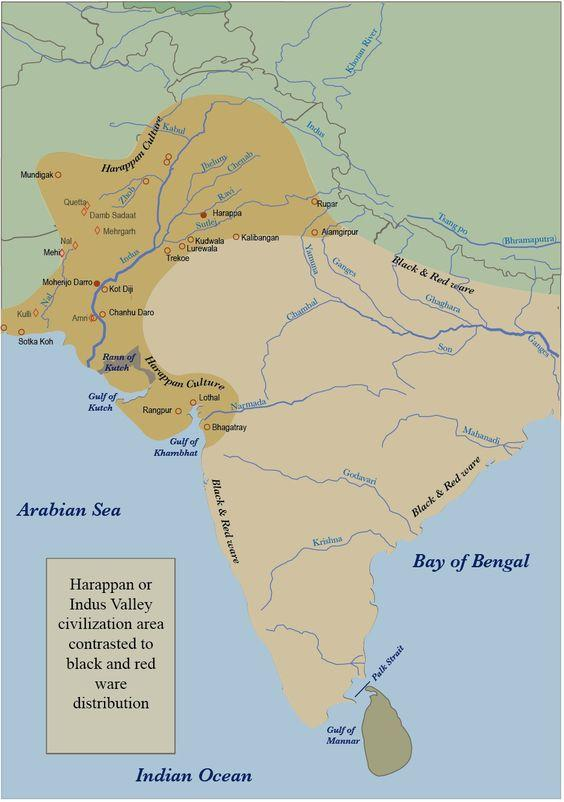 Khotan River
Harappan Culture
Kabul
Indus
Jhelum
Chenab
Mundigak
Zhob
Ravi
Quetta
Rupar
Damb Sadaat
Harappa
Tsang po
Sutlej
Mehrgarh
Alamgirpur
(Bhramaputra)
Nal
Kudwala
Kalibangan
Mehi
Lurewala
Indus
Trekoe
Yamuna
Ganges
Black & Red ware
Moherijo Darro
Kot Diji
Nal
Chambal
Ghaghara
Kulli
Amri
Chanhu Daro
Sotka Koh
Ganges
Son
Rann of
Kutch
Harappan Culture
Gulf of
Kutch
Lothal
Rangpur
Narmada
Bhagatray
Mahanadi
Gulf of
Khambhat
Godavari
Black & Red ware
Black & Red ware
Arabian Sea
Krishna
Bay of Bengal
Harappan or
Indus Valley
civilization area
contrasted to
black and red
ware
distribution
Palk Strait
Gulf of
Mannar
Indian Ocean